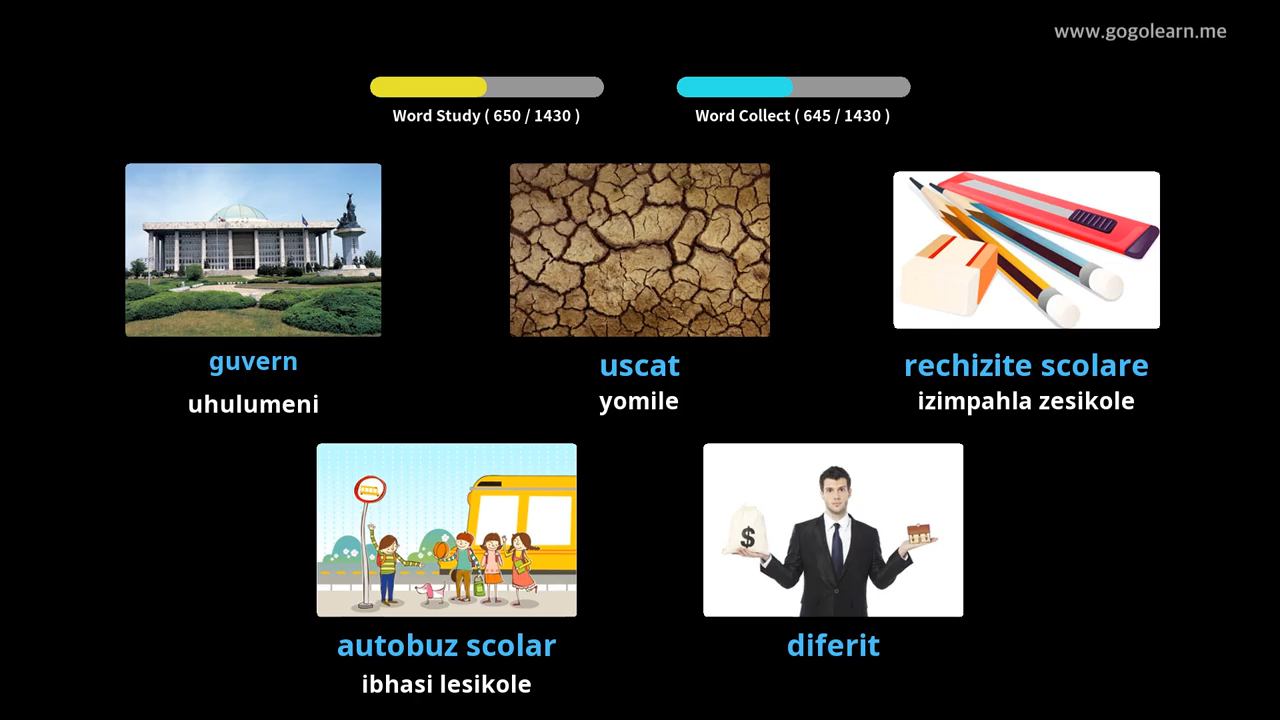 www.gogolearn.me
Word Study ( 650 / 1430 )
Word Collect ( 645 / 1430 )
guvern
uhulumeni
uscat
yomile
rechizite scolare
izimpahla zesikole
$
autobuz scolar
ibhasi lesikole
diferit